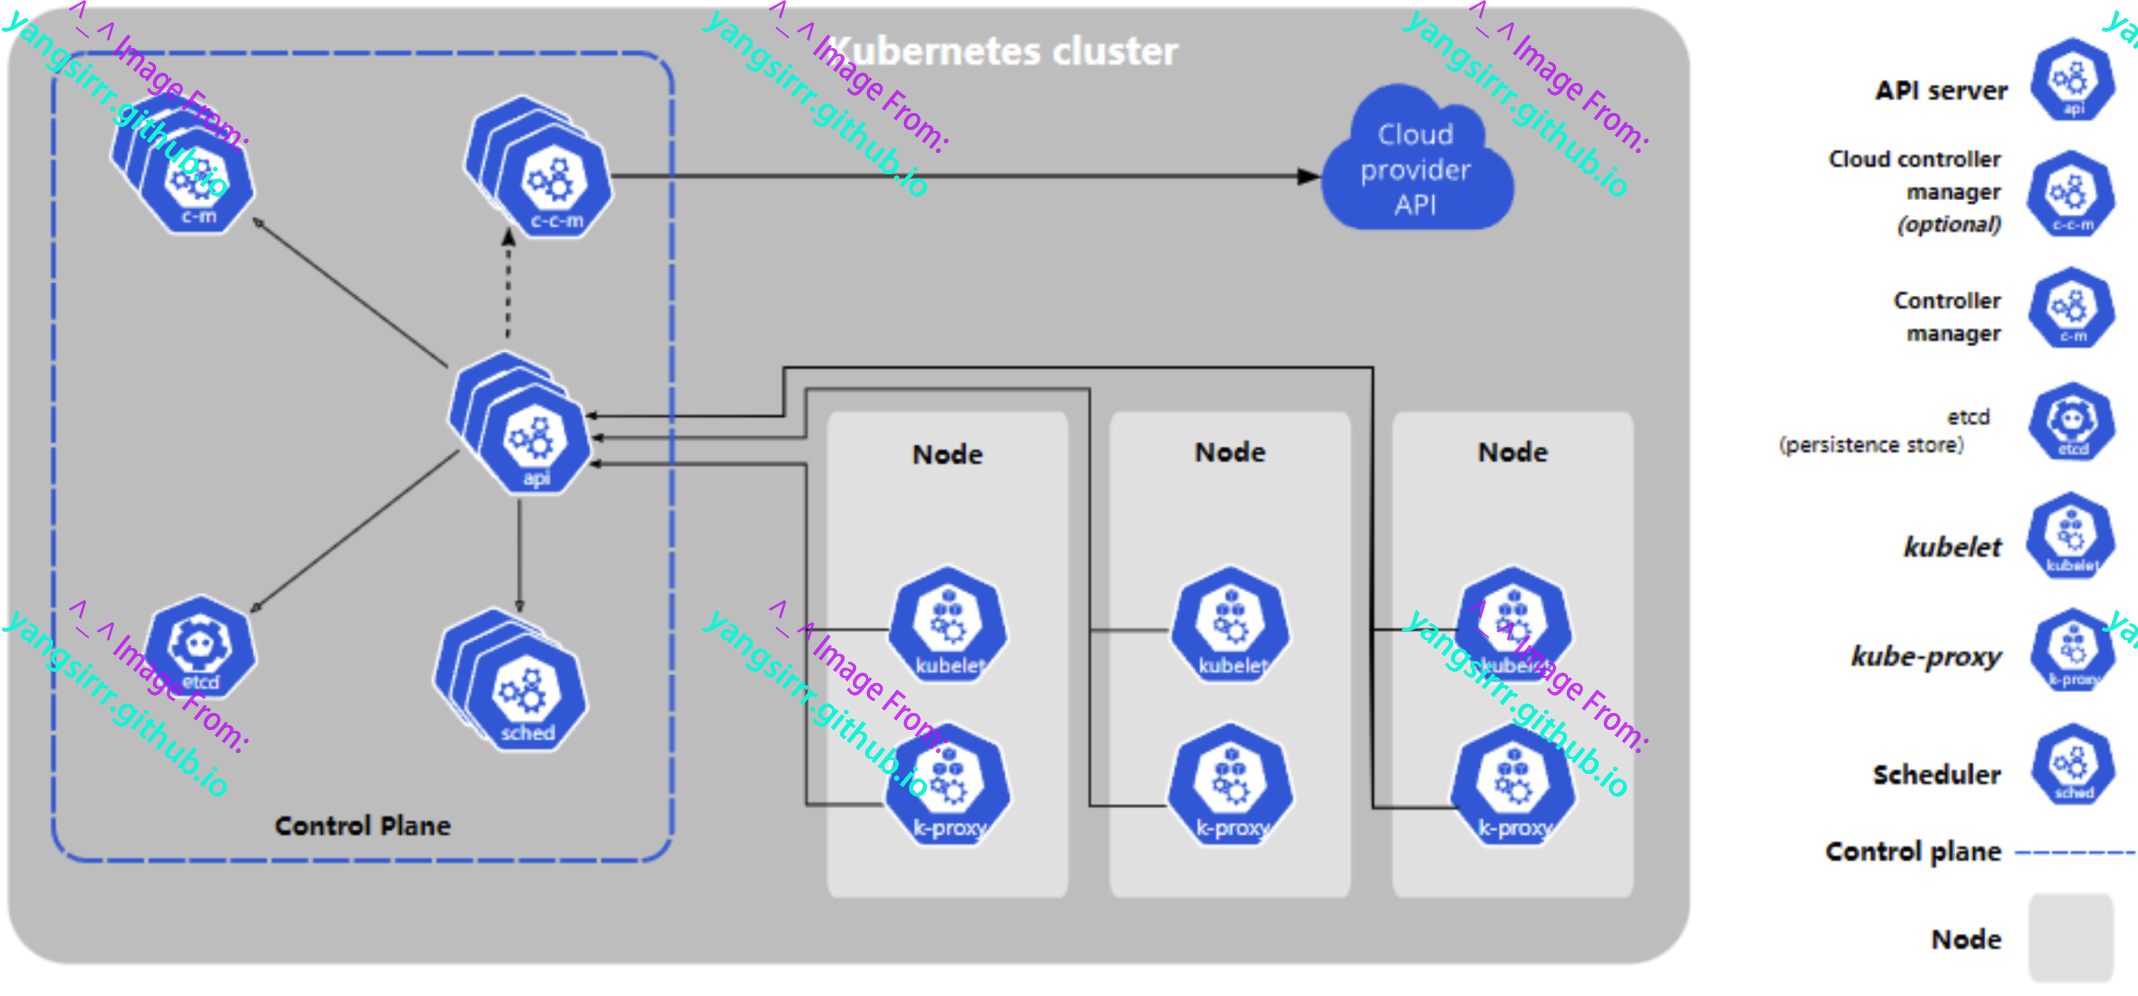 Kubernetes cluster
c-m
c-c-m
Cloud
provider
API
api
Node
Node
Node
etcd
sched
kubelet
kubelet
kubelet
k-proxy
k-proxy
k-proxy
Control Plane
API server
api
Cloud controller
manager
(optional)
c-c-m
Controller
manager
c-m
etcd
(persistence store)
etcd
kubelet
kubelet
kube-proxy
k-proxy
Scheduler
sched
Control plane
Node
^_^ Image From:
yangsirrr.github.io
^_^ Image From:
yangsirrr.github.io
^_^ Image From:
yangsirrr.github.io
ya
^_^ Image From:
yangsirrr.github.io
^_^ Image From:
yangsirrr.github.io
^_^ Image From:
yangsirrr.github.io
ya